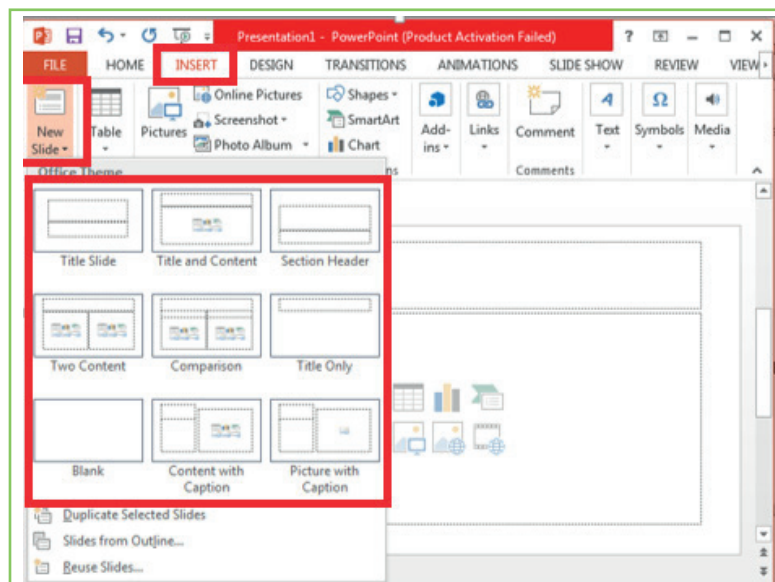 Presentation1 - PowerPoint (Product Activation Failed)
FILE HOME INSERT DESIGN TRANSITIONS ANIMATIONS SLIDE SHOW REVIEW VIEW
New Slide
Table
Pictures
Online Pictures
Screenshot
Photo Album
Shapes
SmartArt
Chart
Add-ins
Links
Comment
Text
Symbols
Media
Comments
Office Theme
Title Slide Title and Content Section Header
Two Content Comparison Title Only
Blank Content with Caption Picture with Caption
Duplicate Selected Slides
Slides from Outline...
Reuse Slides...